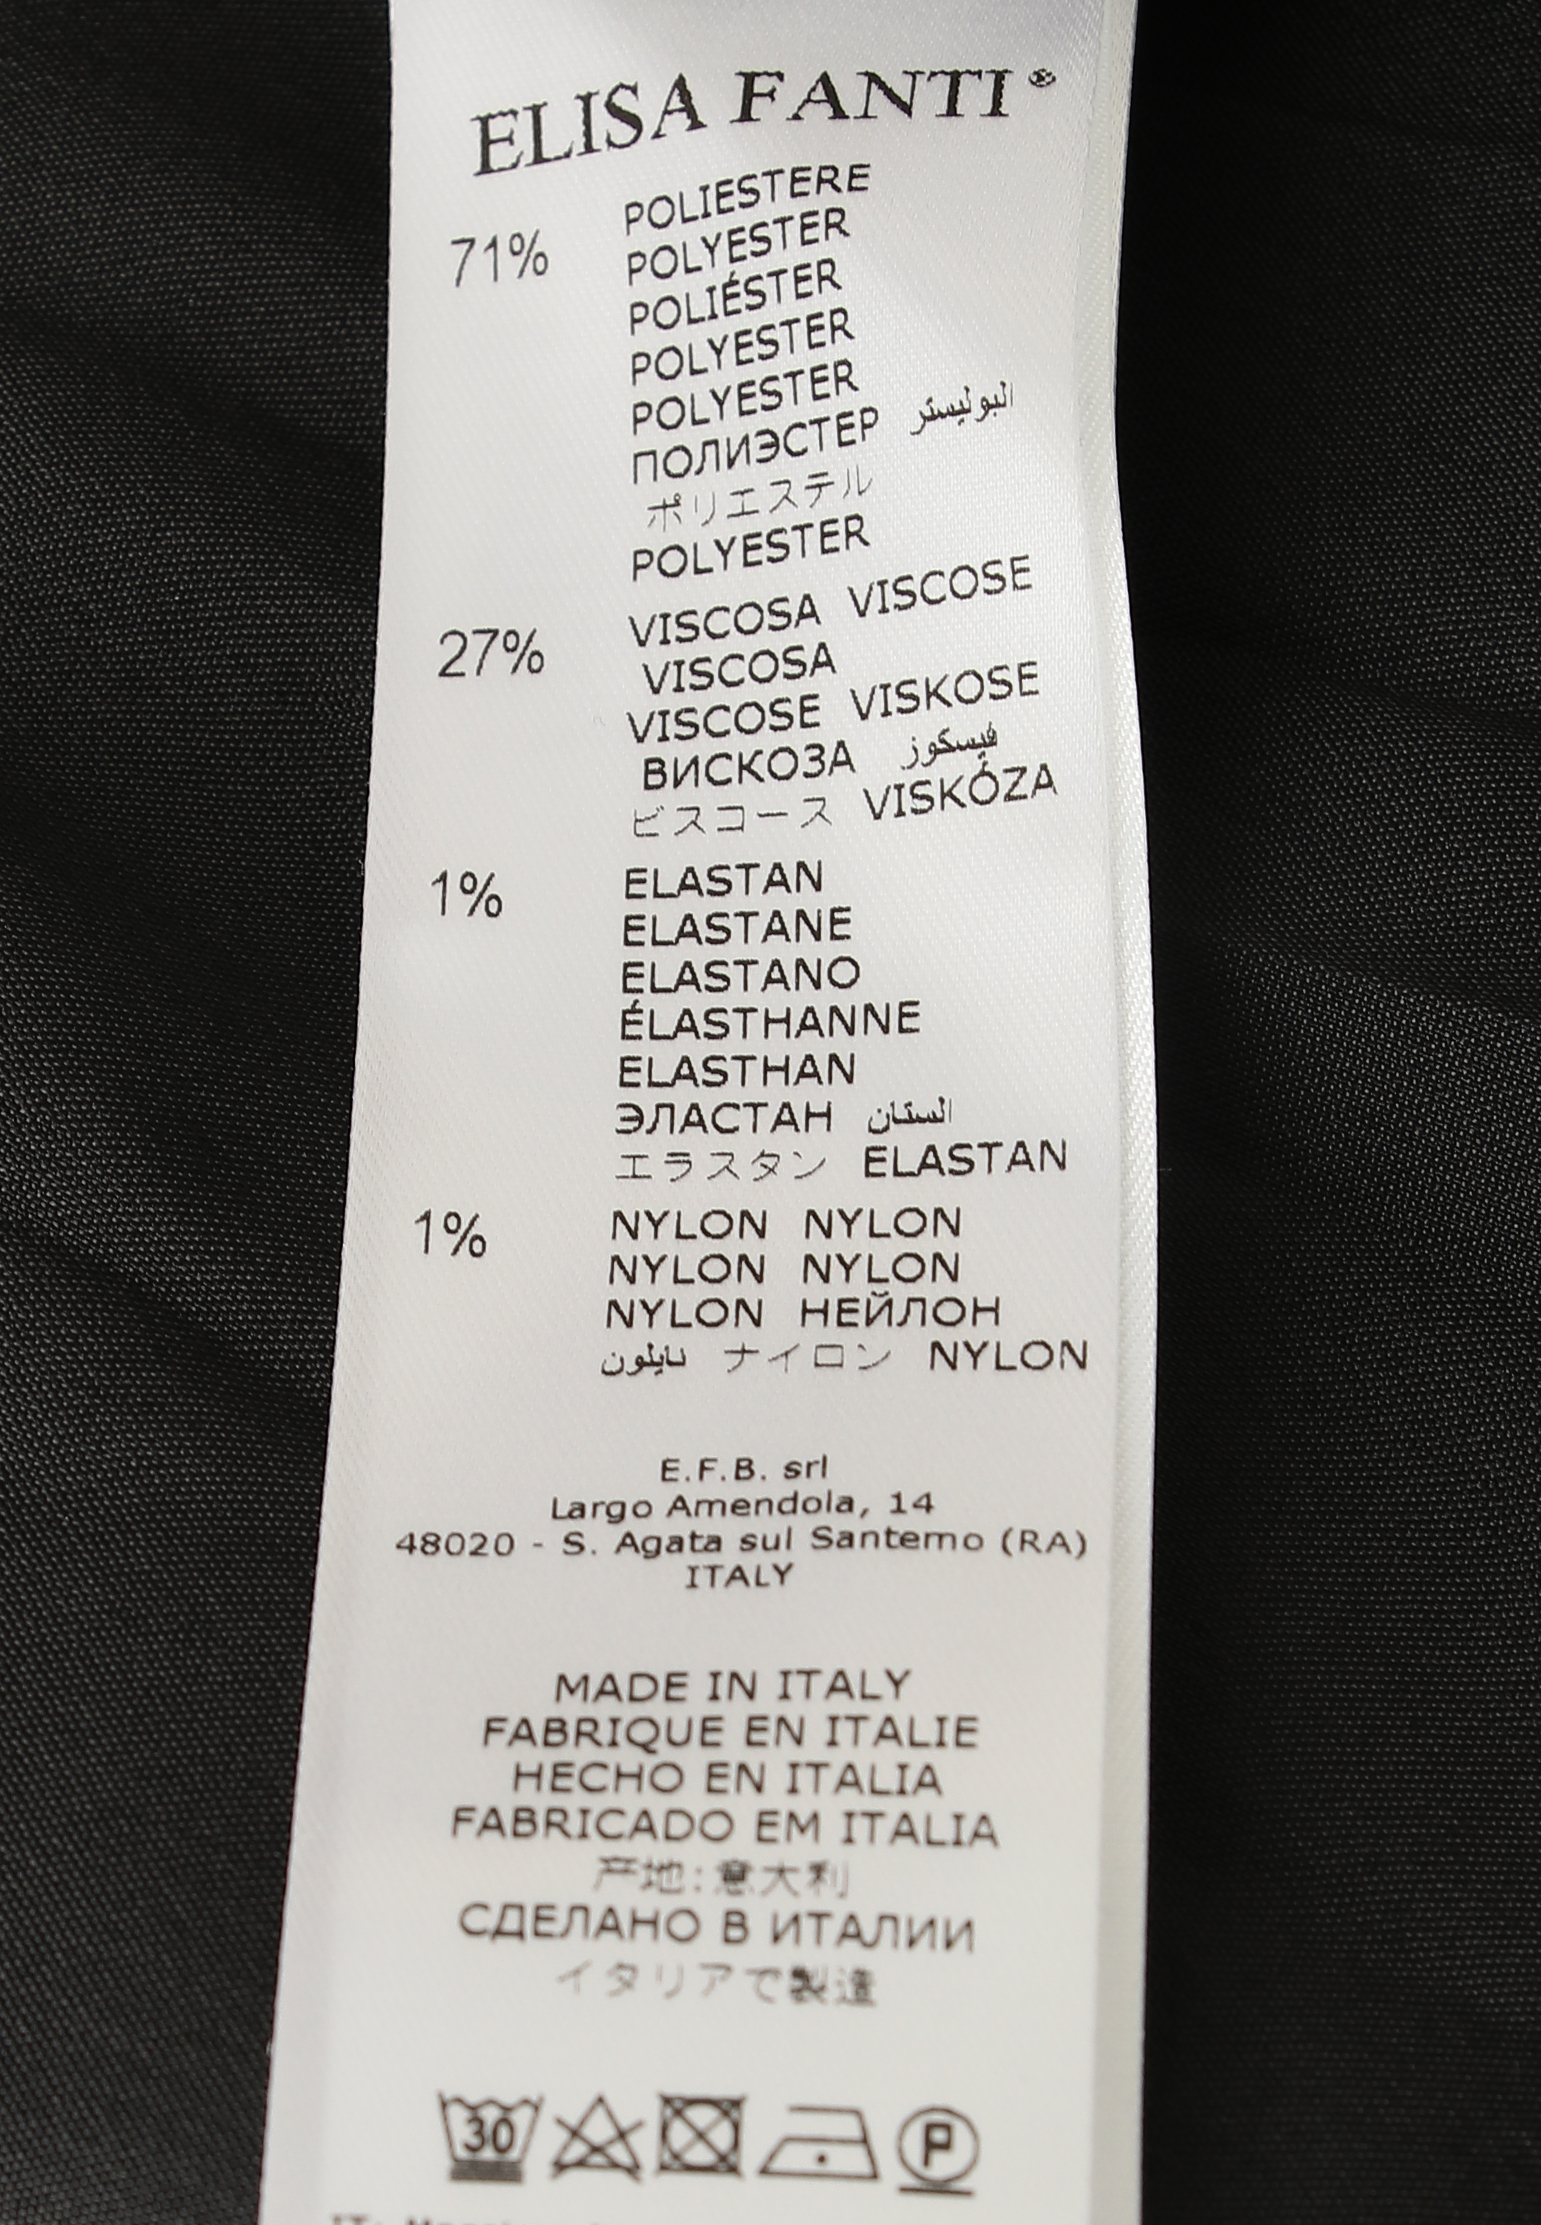 ELISA FANTI®
71% POLIESTERE
POLYESTER
POLIÉSTER
POLYESTER
POLYESTER
ПОЛИЭСТЕР البوليستر
ポリエステル
POLYESTER
27% VISCOSA VISCOSE
VISCOSA
VISCOSE VISKOSE
ВИСКОЗА فيسكوز
ビスコース VISKÓZA
1% ELASTAN
ELASTANE
ELASTANO
ÉLASTHANNE
ELASTHAN
ЭЛАСТАН الستان
エラスタン ELASTAN
1% NYLON NYLON
NYLON NYLON
NYLON НЕЙЛОН
نايلون ナイロン NYLON
E.F.B. srl
Largo Amendola, 14
48020 - S. Agata sul Santerno (RA)
ITALY
MADE IN ITALY
FABRIQUE EN ITALIE
HECHO EN ITALIA
FABRICADO EM ITALIA
产地:意大利
СДЕЛАНО В ИТАЛИИ
イタリアで製造
30 P